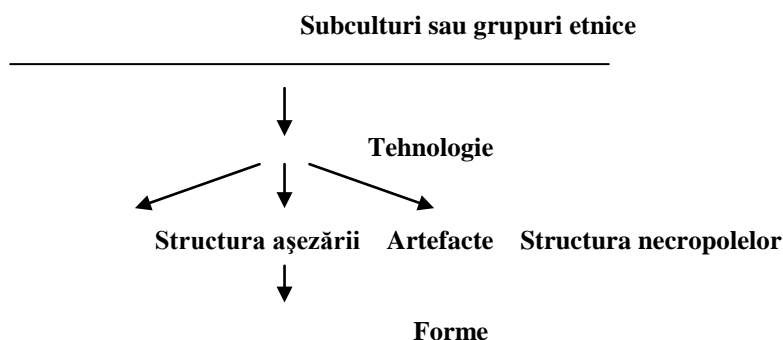 Subculturi sau grupuri etnice
Tehnologie
Structura aşezării Artefacte Structura necropolelor
Forme